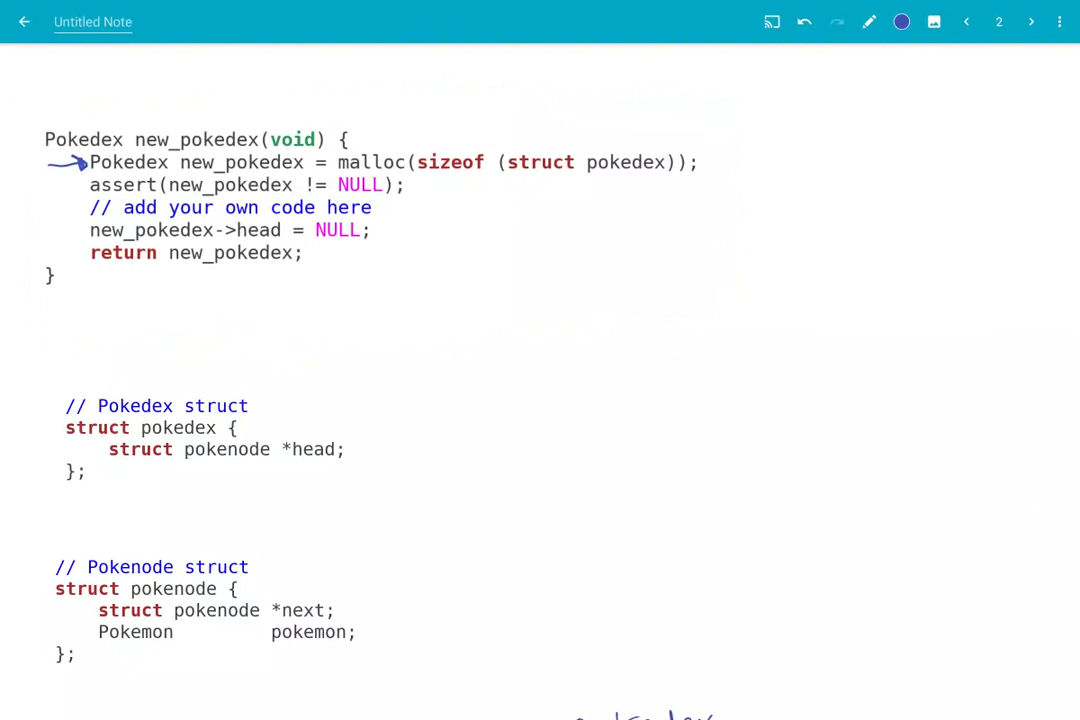 Untitled Note
2
Pokedex new_pokedex(void) {
Pokedex new_pokedex = malloc(sizeof (struct pokedex));
assert(new_pokedex != NULL);
// add your own code here
new_pokedex->head = NULL;
return new_pokedex;
}
// Pokedex struct
struct pokedex {
struct pokenode *head;
};
// Pokenode struct
struct pokenode {
struct pokenode *next;
Pokemon pokemon;
};